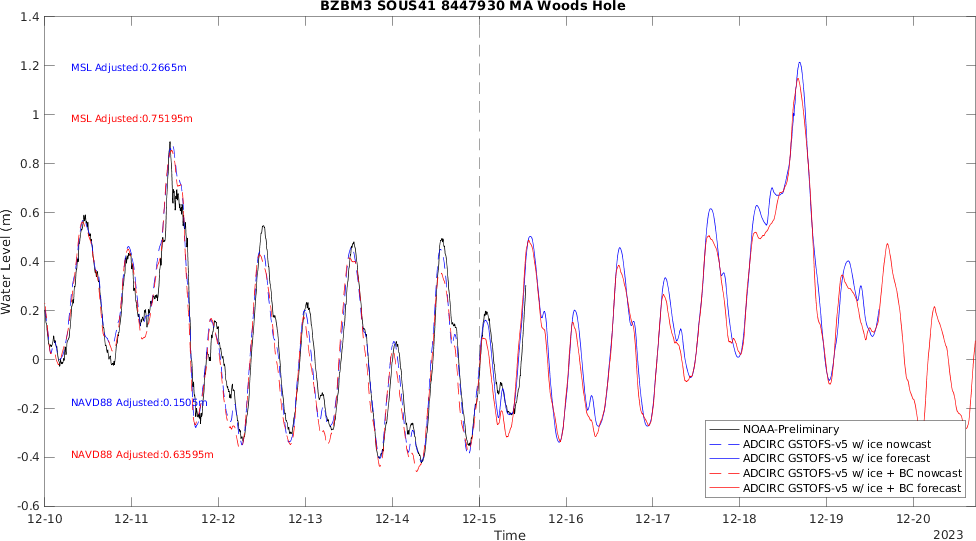 BZBM3 SOUS41 8447930 MA Woods Hole
1.4
1.2
1
0.8
0.6
0.4
0.2
0
-0.2
-0.4
-0.6
Water Level (m)
MSL Adjusted:0.2665m
MSL Adjusted:0.75195m
NAVD88 Adjusted:0.1505m
NAVD88 Adjusted:0.63595m
NOAA-Preliminary
ADCIRC GSTOFS-v5 w/ ice nowcast
ADCIRC GSTOFS-v5 w/ ice forecast
ADCIRC GSTOFS-v5 w/ ice + BC nowcast
ADCIRC GSTOFS-v5 w/ ice + BC forecast
12-10 12-11 12-12 12-13 12-14 12-15 12-16 12-17 12-18 12-19 12-20
Time
2023